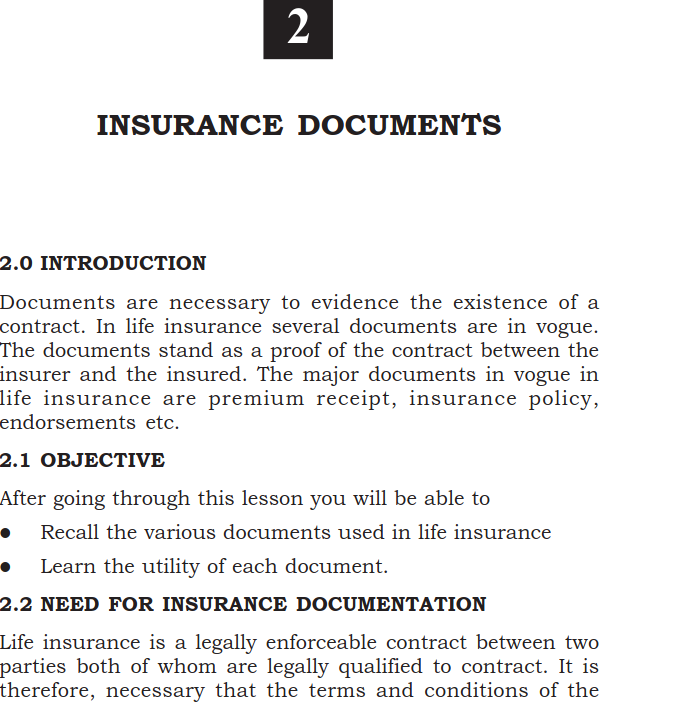 2
INSURANCE DOCUMENTS
2.0 INTRODUCTION
Documents are necessary to evidence the existence of a
contract. In life insurance several documents are in vogue.
The documents stand as a proof of the contract between the
insurer and the insured. The major documents in vogue in
life insurance are premium receipt, insurance policy,
endorsements etc.
2.1 OBJECTIVE
After going through this lesson you will be able to
● Recall the various documents used in life insurance
● Learn the utility of each document.
2.2 NEED FOR INSURANCE DOCUMENTATION
Life insurance is a legally enforceable contract between two
parties both of whom are legally qualified to contract. It is
therefore, necessary that the terms and conditions of the